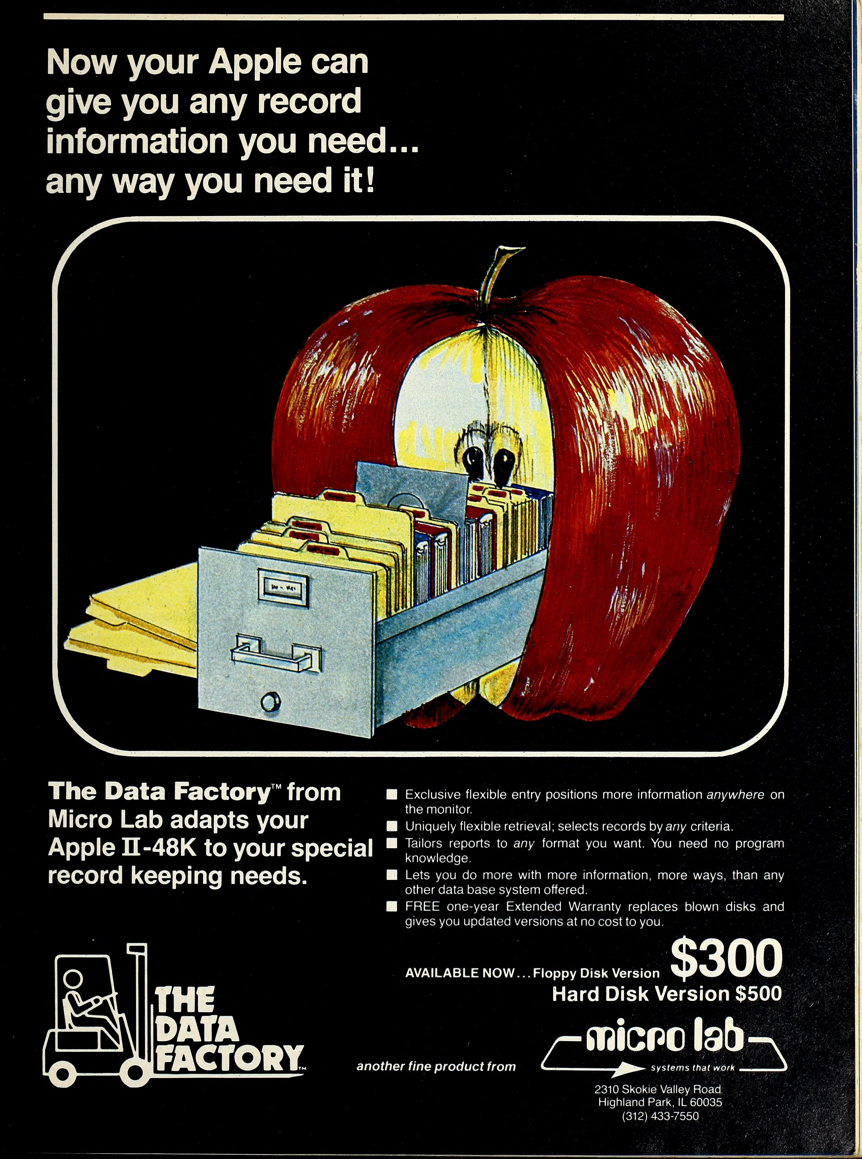 Now your Apple can
give you any record
information you need...
any way you need it!
The Data Factory™ from
Micro Lab adapts your
Apple II-48K to your special
record keeping needs.
■ Exclusive flexible entry positions more information anywhere on
the monitor.
■ Uniquely flexible retrieval; selects records by any criteria.
■ Tailors reports to any format you want. You need no program
knowledge.
■ Lets you do more with more information, more ways, than any
other data base system offered.
■ FREE one-year Extended Warranty replaces blown disks and
gives you updated versions at no cost to you.
AVAILABLE NOW...Floppy Disk Version $300
Hard Disk Version $500
THE
DATA
FACTORY™
another fine product from
micro lab
systems that work
2310 Skokie Valley Road
Highland Park, IL 60035
(312) 433-7550